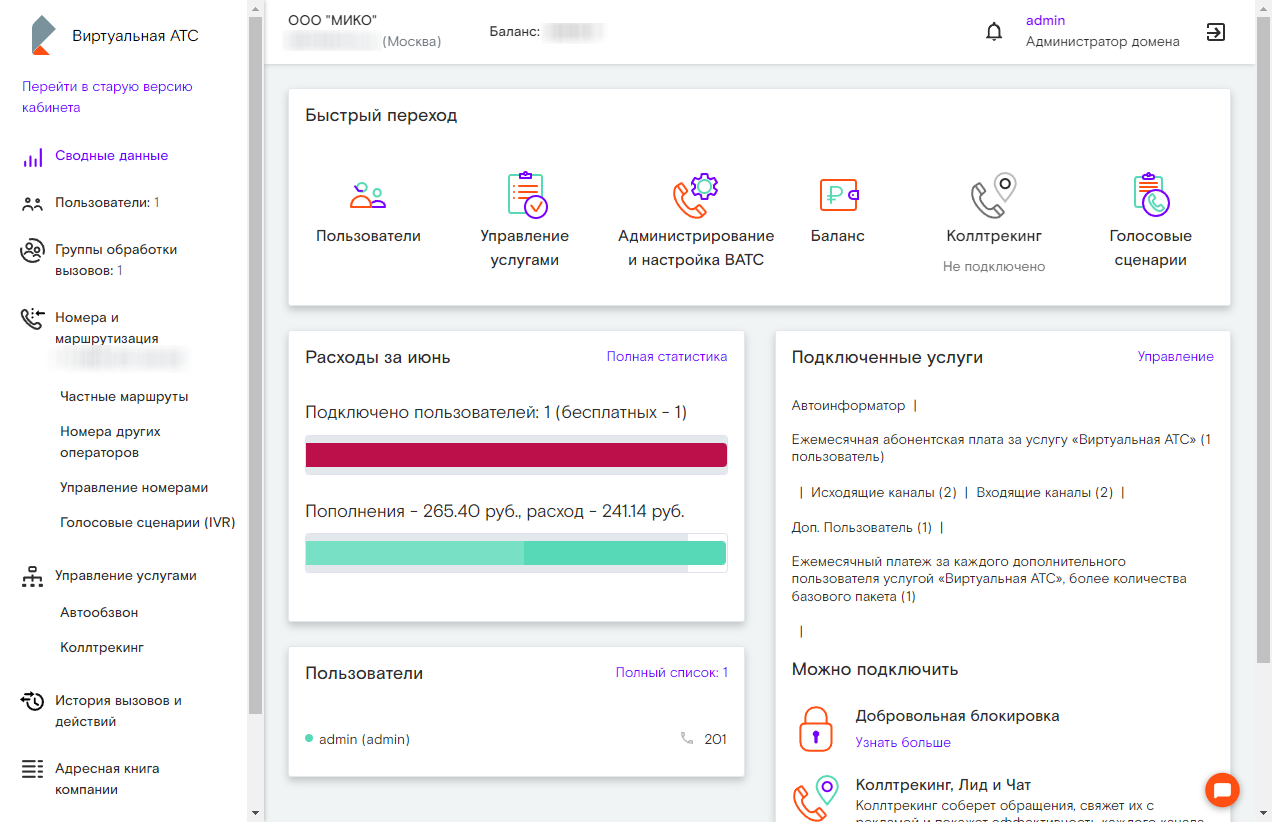 Виртуальная АТС
Перейти в старую версию
кабинета
Сводные данные
Пользователи: 1
Группы обработки
вызовов: 1
Номера и
маршрутизация
Частные маршруты
Номера других
операторов
Управление номерами
Голосовые сценарии (IVR)
Управление услугами
Автообзвон
Коллтрекинг
История вызовов и
действий
Адресная книга
компании
ООО "МИКО"
(Москва)
Баланс:
admin
Администратор домена
Быстрый переход
Пользователи
Управление
услугами
Администрирование
и настройка ВАТС
Баланс
Коллтрекинг
Не подключено
Голосовые
сценарии
Расходы за июнь
Полная статистика
Подключено пользователей: 1 (бесплатных - 1)
Пополнения - 265.40 руб., расход - 241.14 руб.
Пользователи
Полный список: 1
admin (admin)
201
Подключенные услуги
Управление
Автоинформатор |
Ежемесячная абонентская плата за услугу «Виртуальная АТС» (1
пользователь)
| Исходящие каналы (2) | Входящие каналы (2) |
Доп. Пользователь (1) |
Ежемесячный платеж за каждого дополнительного
пользователя услугой «Виртуальная АТС», более количества
базового пакета (1)
|
Можно подключить
Добровольная блокировка
Узнать больше
Коллтрекинг, Лид и Чат
Коллтрекинг соберет обращения, свяжет их с
рекламой и покажет эффективность каждого канала